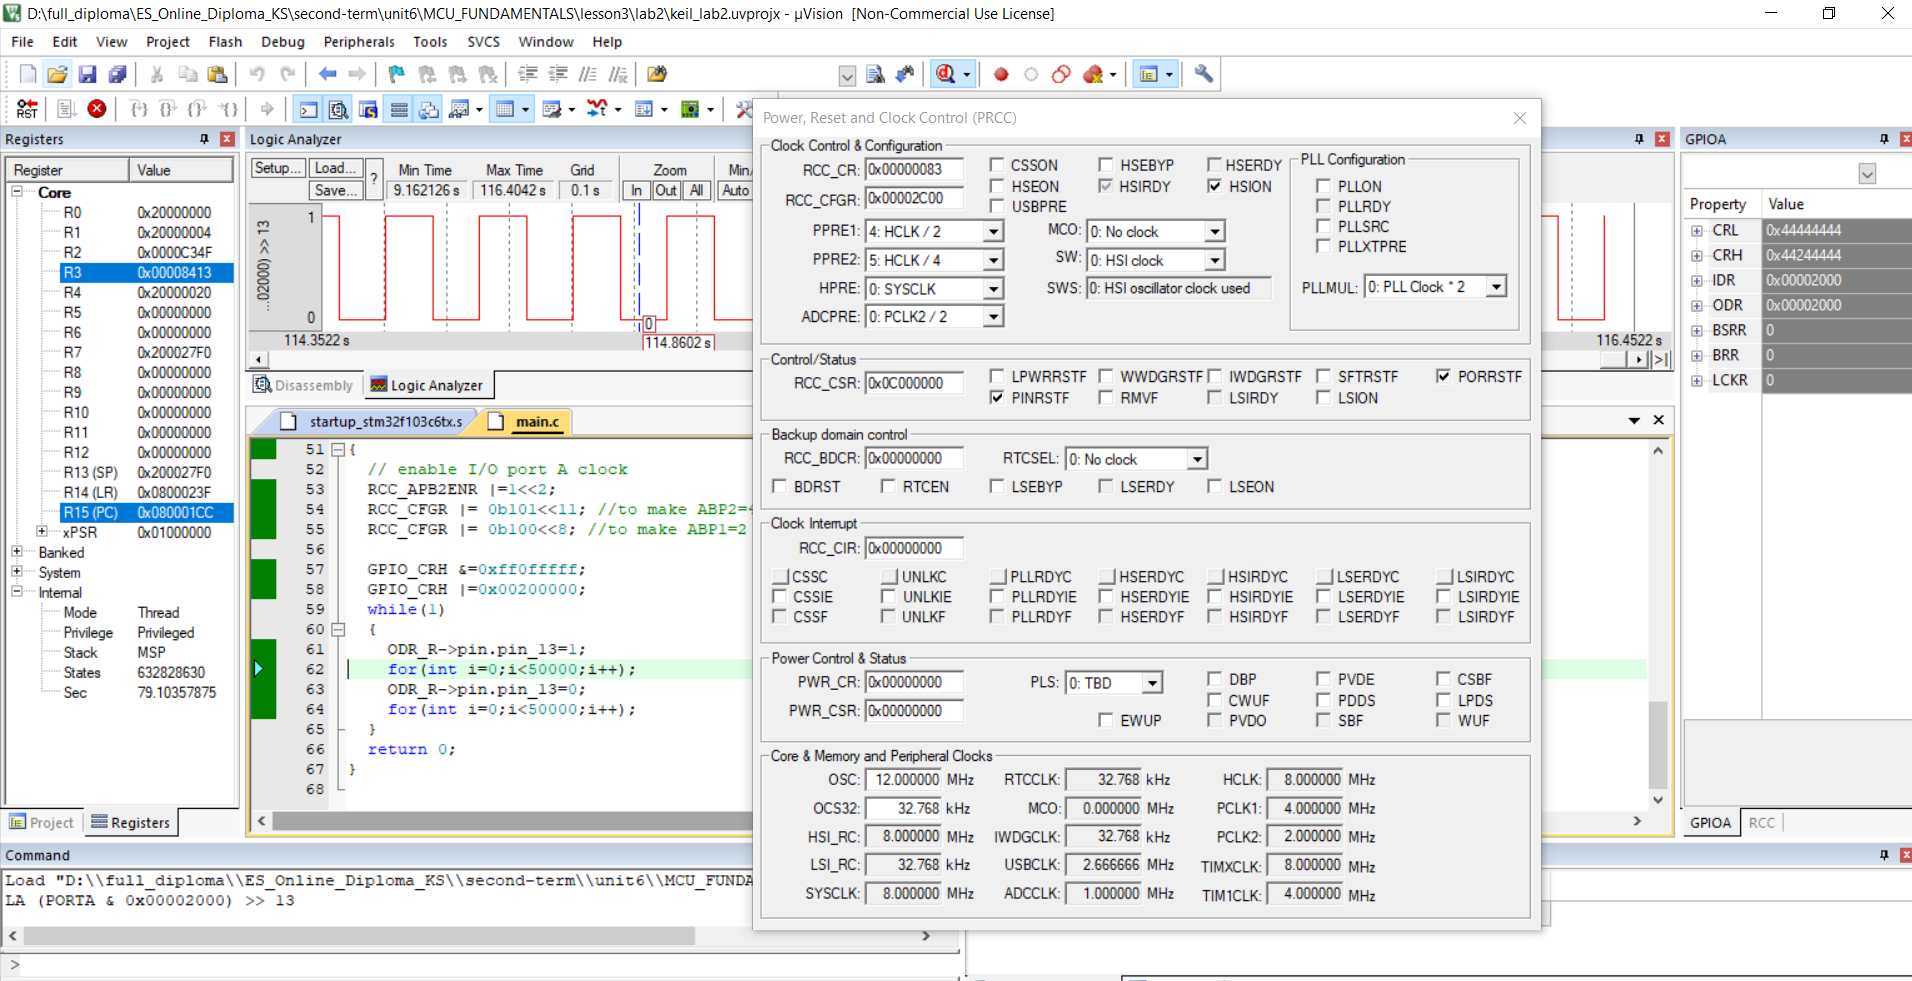 D:\full_diploma\ES_Online_Diploma_KS\second-term\unit6\MCU_FUNDAMENTALS\lesson3\lab2\keil_lab2.uvprojx - µVision [Non-Commercial Use License]
File Edit View Project Flash Debug Peripherals Tools SVCS Window Help
RST
Registers
Register Value
Core
R0 0x20000000
R1 0x20000004
R2 0x0000C34F
R3 0x00008413
R4 0x20000020
R5 0x00000000
R6 0x00000000
R7 0x200027F0
R8 0x00000000
R9 0x00000000
R10 0x00000000
R11 0x00000000
R12 0x00000000
R13 (SP) 0x200027F0
R14 (LR) 0x0800023F
R15 (PC) 0x080001CC
xPSR 0x01000000
Banked
System
Internal
Mode Thread
Privilege Privileged
Stack MSP
States 632828630
Sec 79.10357875
Project Registers
Logic Analyzer
Setup... Load... Save... ?
Min Time Max Time Grid Zoom Min/
9.162126 s 116.4042 s 0.1 s In Out All Auto
...02000) >> 13
1
0
0
114.3522 s 114.8602 s 116.4522 s
Disassembly Logic Analyzer
startup_stm32f103c6tx.s main.c
51 {
52 // enable I/O port A clock
53 RCC_APB2ENR |=1<<2;
54 RCC_CFGR |= 0b101<<11; //to make ABP2=4
55 RCC_CFGR |= 0b100<<8; //to make ABP1=2
56
57 GPIO_CRH &=0xff0fffff;
58 GPIO_CRH |=0x00200000;
59 while(1)
60 {
61 ODR_R->pin.pin_13=1;
62 for(int i=0;i<50000;i++);
63 ODR_R->pin.pin_13=0;
64 for(int i=0;i<50000;i++);
65 }
66 return 0;
67 }
68
Power, Reset and Clock Control (PRCC)
Clock Control & Configuration
RCC_CR: 0x00000083 CSSON HSEBYP HSERDY
HSEON HSIRDY HSION
RCC_CFGR: 0x00002C00 USBPRE
PPRE1: 4: HCLK / 2 MCO: 0: No clock
PPRE2: 5: HCLK / 4 SW: 0: HSI clock
HPRE: 0: SYSCLK SWS: 0: HSI oscillator clock used
ADCPRE: 0: PCLK2 / 2
PLL Configuration
PLLON
PLLRDY
PLLSRC
PLLXTPRE
PLLMUL: 0: PLL Clock * 2
Control/Status
RCC_CSR: 0x0C000000 LPWRRSTF WWDGRSTF IWDGRSTF SFTRSTF PORRSTF
PINRSTF RMVF LSIRDY LSION
Backup domain control
RCC_BDCR: 0x00000000 RTCSEL: 0: No clock
BDRST RTCEN LSEBYP LSERDY LSEON
Clock Interrupt
RCC_CIR: 0x00000000
CSSC UNLKC PLLRDYC HSERDYC HSIRDYC LSERDYC LSIRDYC
CSSIE UNLKIE PLLRDYIE HSERDYIE HSIRDYIE LSERDYIE LSIRDYIE
CSSF UNLKF PLLRDYF HSERDYF HSIRDYF LSERDYF LSIRDYF
Power Control & Status
PWR_CR: 0x00000000 PLS: 0: TBD DBP PVDE CSBF
CWUF PDDS LPDS
PWR_CSR: 0x00000000 EWUP PVDO SBF WUF
Core & Memory and Peripheral Clocks
OSC: 12.000000 MHz RTCCLK: 32.768 kHz HCLK: 8.000000 MHz
OCS32: 32.768 kHz MCO: 0.000000 MHz PCLK1: 4.000000 MHz
HSI_RC: 8.000000 MHz IWDGCLK: 32.768 kHz PCLK2: 2.000000 MHz
LSI_RC: 32.768 kHz USBCLK: 2.666666 MHz TIMXCLK: 8.000000 MHz
SYSCLK: 8.000000 MHz ADCCLK: 1.000000 MHz TIM1CLK: 4.000000 MHz
GPIOA
Property Value
CRL 0x44444444
CRH 0x44244444
IDR 0x00002000
ODR 0x00002000
BSRR 0
BRR 0
LCKR 0
GPIOA RCC
Command
Load "D:\\full_diploma\\ES_Online_Diploma_KS\\second-term\\unit6\\MCU_FUNDA
LA (PORTA & 0x00002000) >> 13
>